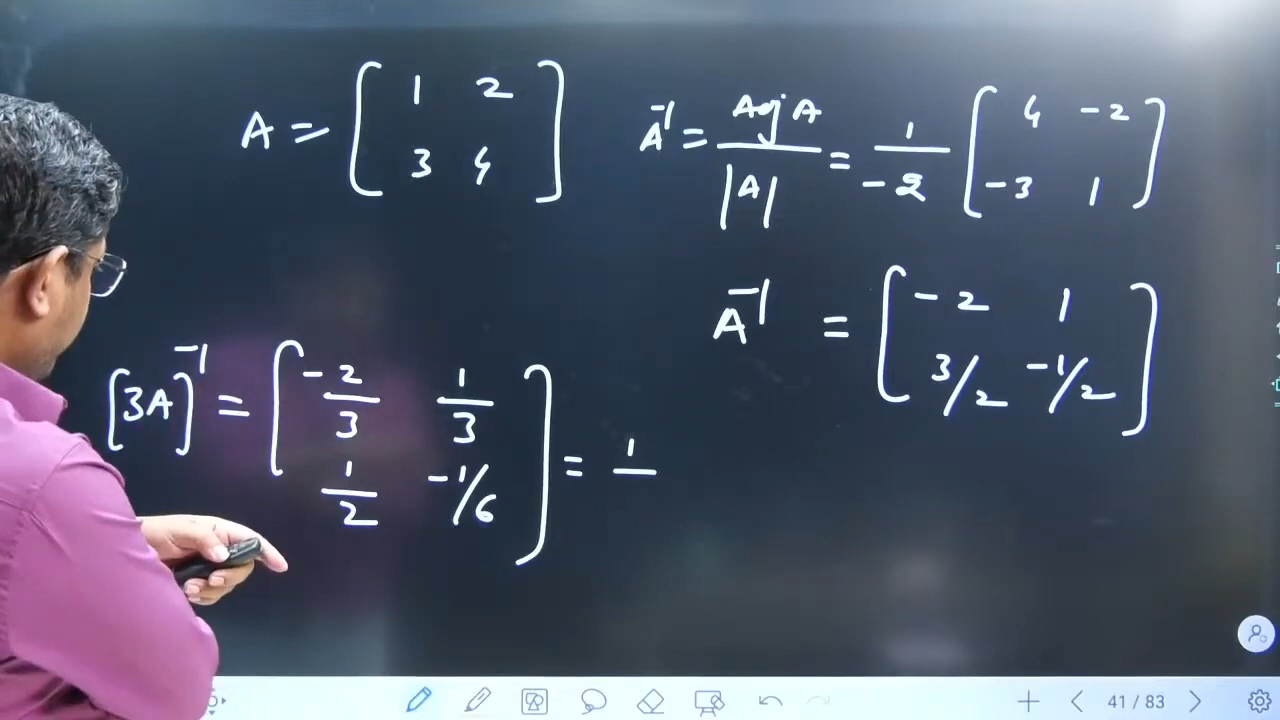 A = [ 1 2
3 4 ]
A⁻¹ = Adj A / |A| = 1/-2 [ 4 -2
-3 1 ]
A⁻¹ = [ -2 1
3/2 -1/2 ]
[3A]⁻¹ = [ -2/3 1/3
1/2 -1/6 ] = 1/
41 / 83